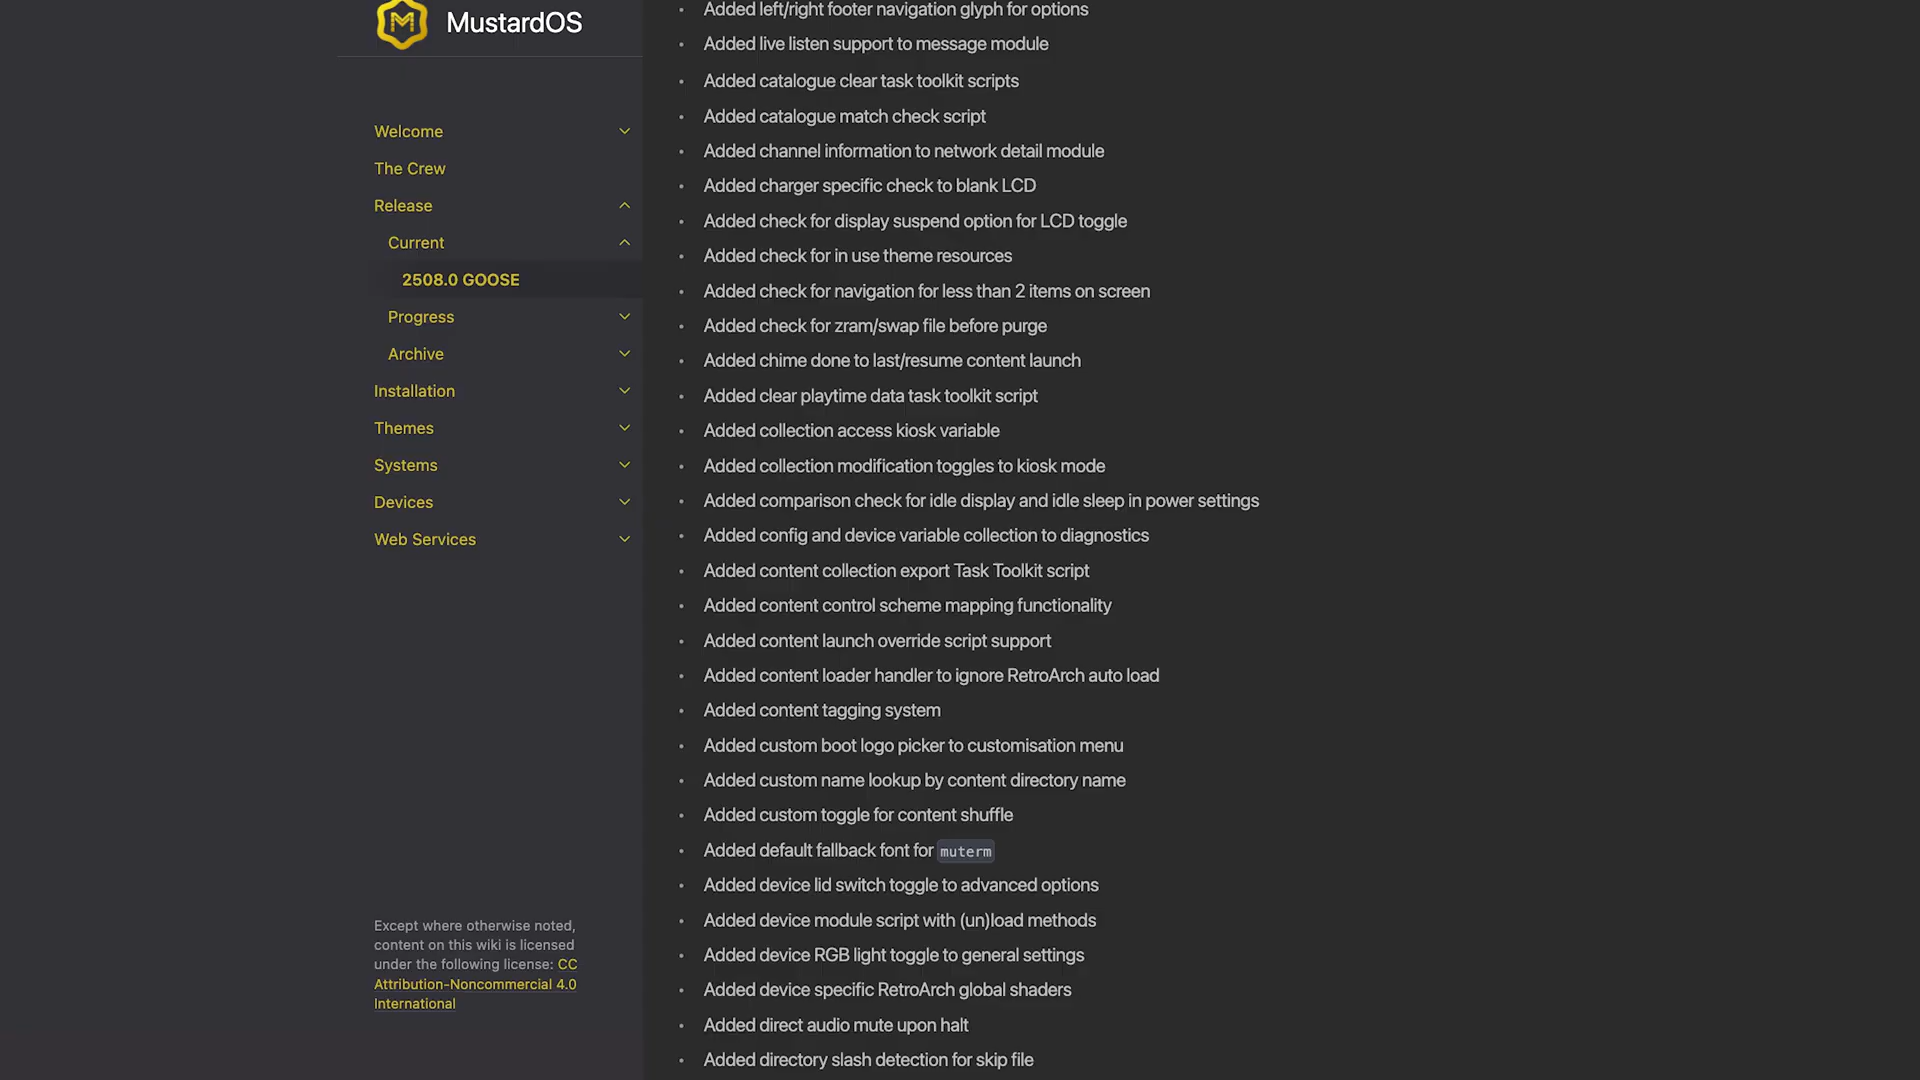 MustardOS
Welcome
The Crew
Release
Current
2508.0 GOOSE
Progress
Archive
Installation
Themes
Systems
Devices
Web Services
Except where otherwise noted,
content on this wiki is licensed
under the following license: CC
Attribution-Noncommercial 4.0
International
Added left/right footer navigation glyph for options
Added live listen support to message module
Added catalogue clear task toolkit scripts
Added catalogue match check script
Added channel information to network detail module
Added charger specific check to blank LCD
Added check for display suspend option for LCD toggle
Added check for in use theme resources
Added check for navigation for less than 2 items on screen
Added check for zram/swap file before purge
Added chime done to last/resume content launch
Added clear playtime data task toolkit script
Added collection access kiosk variable
Added collection modification toggles to kiosk mode
Added comparison check for idle display and idle sleep in power settings
Added config and device variable collection to diagnostics
Added content collection export Task Toolkit script
Added content control scheme mapping functionality
Added content launch override script support
Added content loader handler to ignore RetroArch auto load
Added content tagging system
Added custom boot logo picker to customisation menu
Added custom name lookup by content directory name
Added custom toggle for content shuffle
Added default fallback font for muterm
Added device lid switch toggle to advanced options
Added device module script with (un)load methods
Added device RGB light toggle to general settings
Added device specific RetroArch global shaders
Added direct audio mute upon halt
Added directory slash detection for skip file